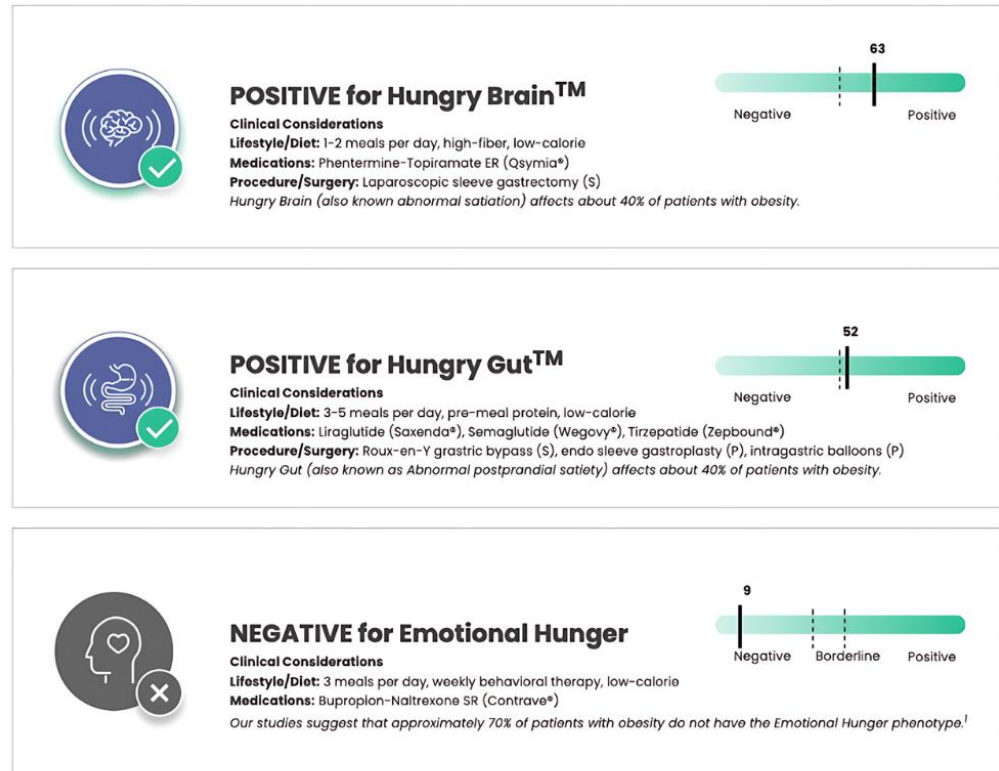 63
POSITIVE for Hungry Brain™
Negative Positive
Clinical Considerations
Lifestyle/Diet: 1-2 meals per day, high-fiber, low-calorie
Medications: Phentermine-Topiramate ER (Qsymia®)
Procedure/Surgery: Laparoscopic sleeve gastrectomy (S)
Hungry Brain (also known abnormal satiation) affects about 40% of patients with obesity.
52
POSITIVE for Hungry Gut™
Negative Positive
Clinical Considerations
Lifestyle/Diet: 3-5 meals per day, pre-meal protein, low-calorie
Medications: Liraglutide (Saxenda®), Semaglutide (Wegovy®), Tirzepatide (Zepbound®)
Procedure/Surgery: Roux-en-Y grastric bypass (S), endo sleeve gastroplasty (P), intragastric balloons (P)
Hungry Gut (also known as Abnormal postprandial satiety) affects about 40% of patients with obesity.
9
NEGATIVE for Emotional Hunger
Negative Borderline Positive
Clinical Considerations
Lifestyle/Diet: 3 meals per day, weekly behavioral therapy, low-calorie
Medications: Bupropion-Naltrexone SR (Contrave®)
Our studies suggest that approximately 70% of patients with obesity do not have the Emotional Hunger phenotype.¹